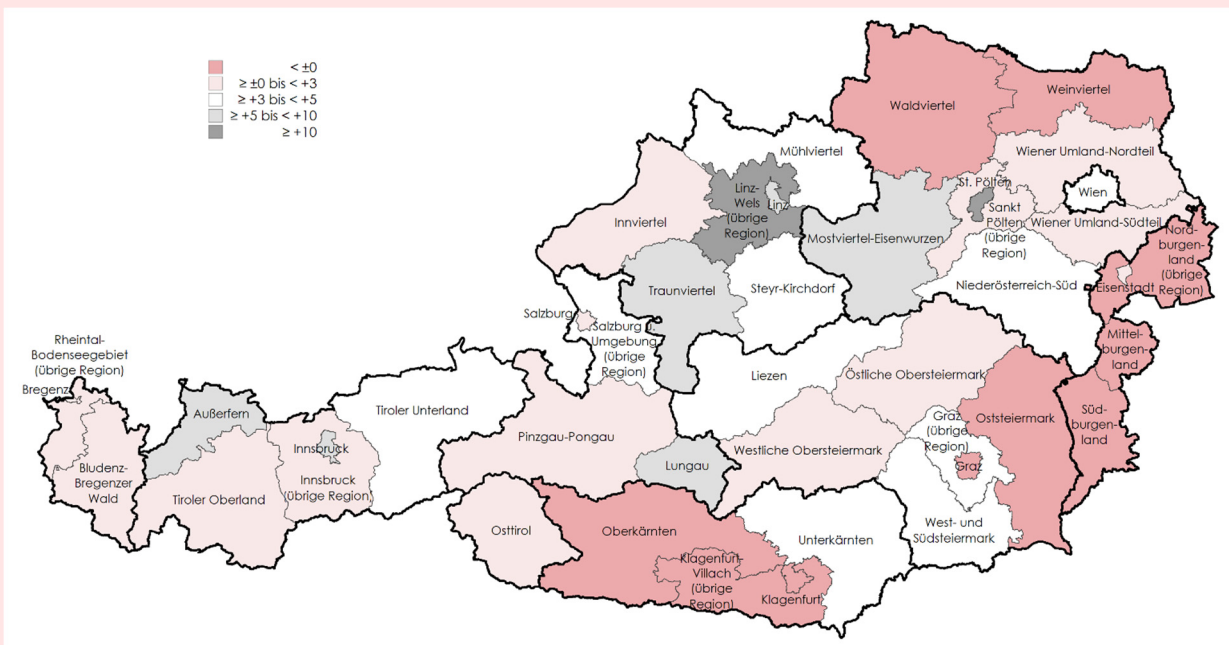 < ±0
≥ ±0 bis < +3
≥ +3 bis < +5
≥ +5 bis < +10
≥ +10
Waldviertel
Weinviertel
Mühlviertel
Wiener Umland-Nordteil
St. Pölten
Wien
Linz-
Wels
(übrige
Region)
Linz
Sankt
Pölten
(übrige
Region)
Innviertel
Mostviertel-Eisenwurzen
Wiener Umland-Südteil
Nord-
burgen-
land
(übrige
Region)
Traunviertel
Steyr-Kirchdorf
Niederösterreich-Süd
Eisenstadt
Salzburg
Salzburg u.
Umgebung
(übrige
Region)
Rheintal-
Bodenseegebiet
(übrige Region)
Bregenz
Mittel-
burgen-
land
Liezen
Östliche Obersteiermark
Außerfern
Tiroler Unterland
Graz
(übrige
Region)
Oststeiermark
Süd-
burgen-
land
Pinzgau-Pongau
Innsbruck
Westliche Obersteiermark
Lungau
Graz
Bludenz-
Bregenzer
Wald
Tiroler Oberland
Innsbruck
(übrige Region)
Osttirol
Oberkärnten
Unterkärnten
West- und
Südsteiermark
Klagenfurt-
Villach
(übrige
Region)
Klagenfurt